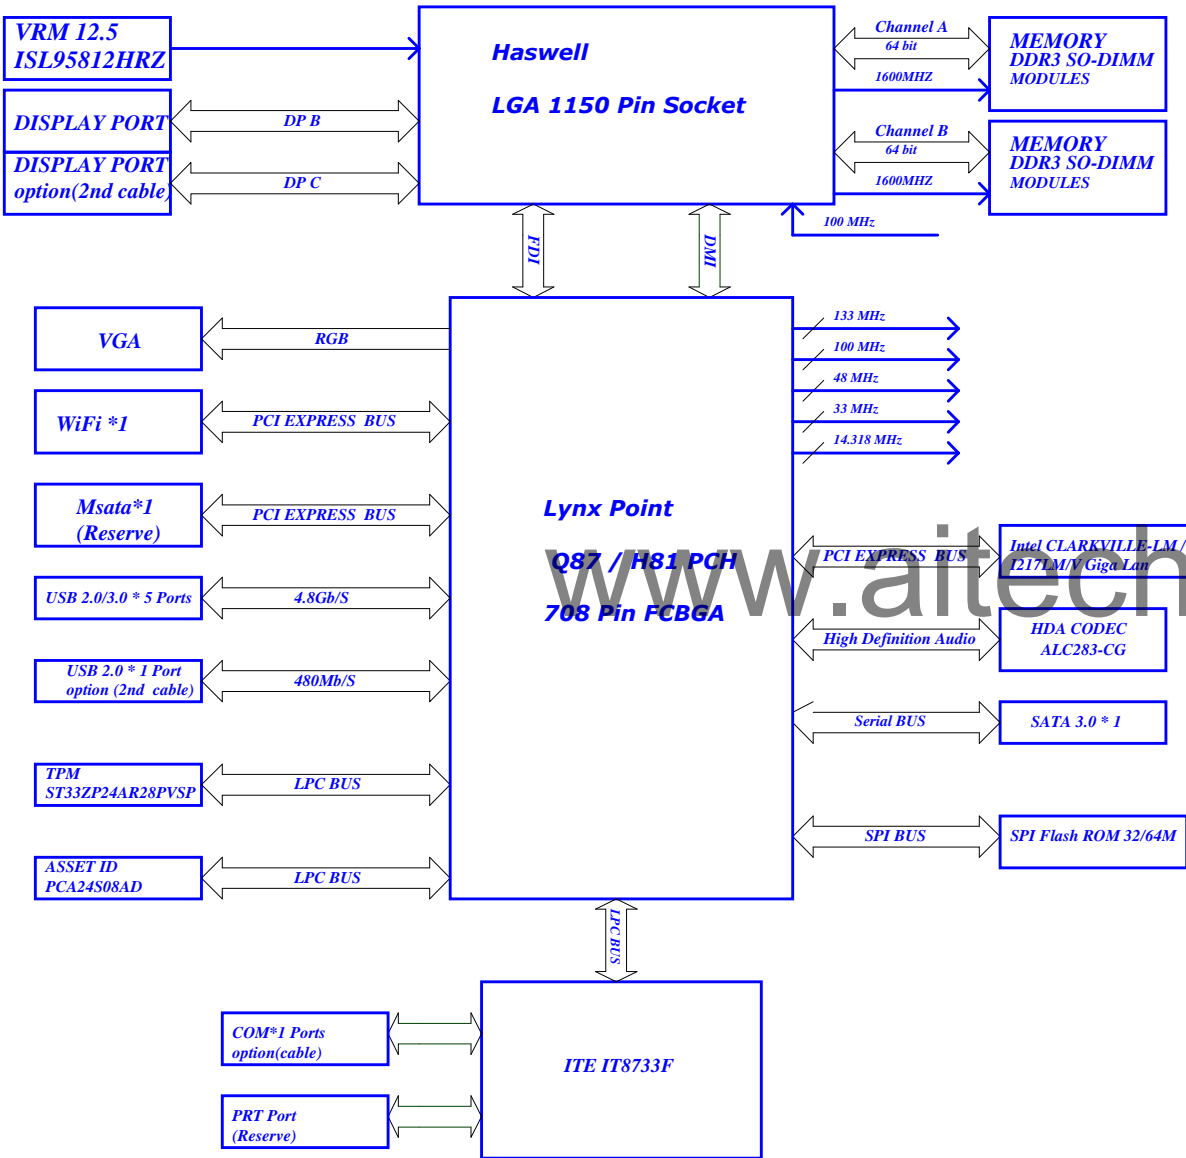 VRM 12.5
ISL95812HRZ
DISPLAY PORT
DISPLAY PORT
option(2nd cable)
DP B
DP C
Haswell
LGA 1150 Pin Socket
Channel A
64 bit
1600MHZ
MEMORY
DDR3 SO-DIMM
MODULES
Channel B
64 bit
1600MHZ
MEMORY
DDR3 SO-DIMM
MODULES
100 MHz
FDI
DMI
VGA
RGB
WiFi *1
PCI EXPRESS BUS
Msata*1
(Reserve)
PCI EXPRESS BUS
USB 2.0/3.0 * 5 Ports
4.8Gb/S
USB 2.0 * 1 Port
option (2nd cable)
480Mb/S
TPM
ST33ZP24AR28PVSP
LPC BUS
ASSET ID
PCA24S08AD
LPC BUS
Lynx Point
Q87 / H81 PCH
708 Pin FCBGA
133 MHz
100 MHz
48 MHz
33 MHz
14.318 MHz
www.aitech
PCI EXPRESS BUS
Intel CLARKVILLE-LM /
I217LM/V Giga Lan
High Definition Audio
HDA CODEC
ALC283-CG
Serial BUS
SATA 3.0 * 1
SPI BUS
SPI Flash ROM 32/64M
LPC BUS
COM*1 Ports
option(cable)
PRT Port
(Reserve)
ITE IT8733F